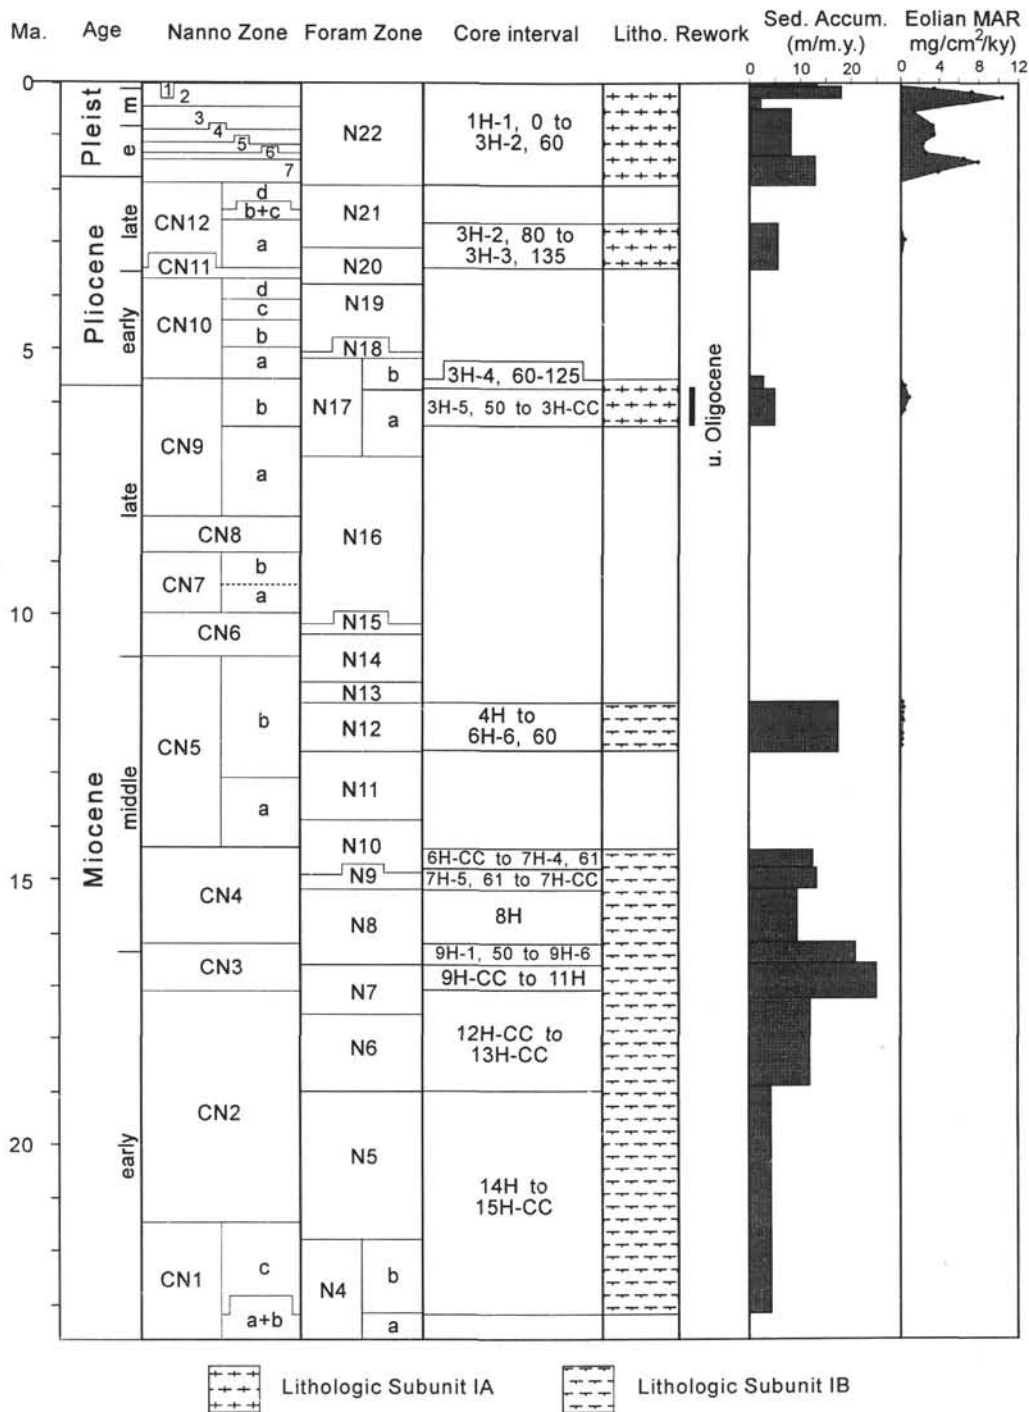 Ma. Age Nanno Zone Foram Zone Core interval Litho. Rework Sed. Accum. (m/m.y.) Eolian MAR mg/cm²/ky)
0 10 20 0 4 8 12
0
Pleist
m
e
1
2
3
4
5
6
7
N22
1H-1, 0 to
3H-2, 60
Pliocene
late
early
CN12
d
b+c
a
N21
3H-2, 80 to
3H-3, 135
CN11
N20
CN10
d
c
b
a
N19
N18
5
3H-4, 60-125
u. Oligocene
Miocene
late
CN9
b
a
N17
b
a
3H-5, 50 to 3H-CC
CN8
N16
CN7
b
a
10
N15
CN6
N14
N13
middle
CN5
b
a
N12
4H to
6H-6, 60
N11
N10
6H-CC to 7H-4, 61
15
N9
7H-5, 61 to 7H-CC
CN4
N8
8H
early
CN3
9H-1, 50 to 9H-6
N7
9H-CC to 11H
CN2
N6
12H-CC to
13H-CC
20
N5
14H to
15H-CC
CN1
c
a+b
N4
b
a
Lithologic Subunit IA
Lithologic Subunit IB